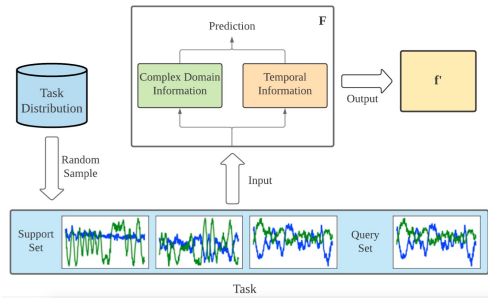 Prediction
F
Complex Domain
Information
Temporal
Information
Task
Distribution
f'
Output
Random
Sample
Input
Support
Set
Query
Set
Task